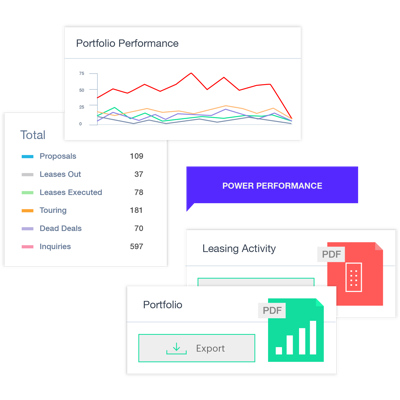 Portfolio Performance
75
50
25
0
Total
Proposals 109
Leases Out 37
Leases Executed 78
Touring 181
Dead Deals 70
Inquiries 597
POWER PERFORMANCE
Leasing Activity
PDF
Portfolio
PDF
Export